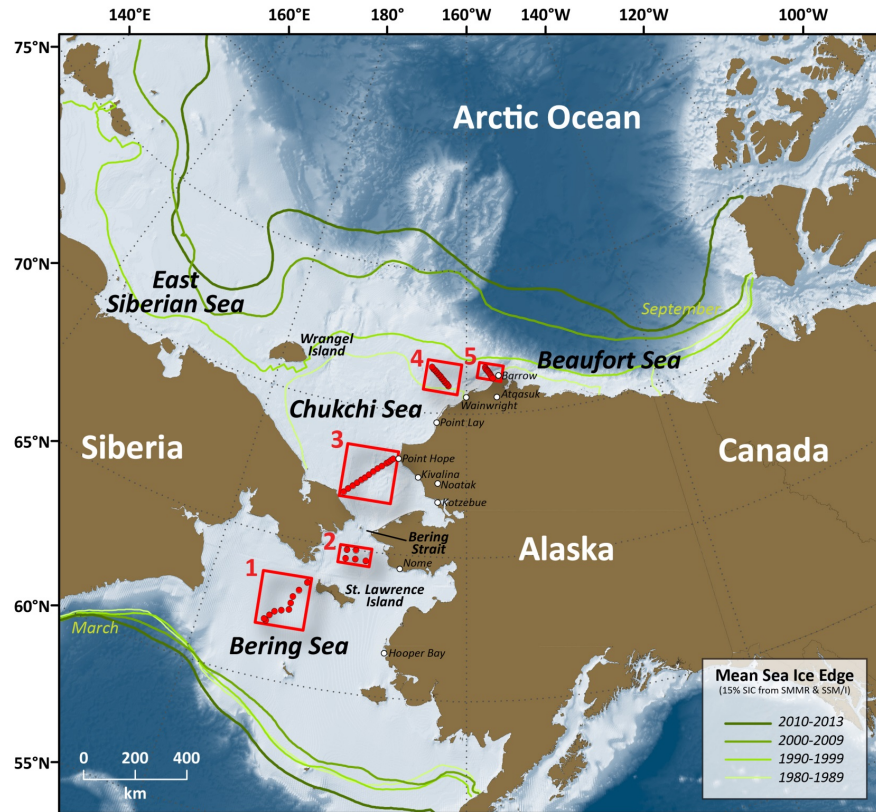 140°E
160°E
180°
160°W
140°W
120°W
100°W
75°N
70°N
65°N
60°N
55°N
Arctic Ocean
East
Siberian Sea
September
Wrangel
Island
Beaufort Sea
4
5
Barrow
Atqasuk
Wainwright
Chukchi Sea
Point Lay
Siberia
Canada
3
Point Hope
Kivalina
Noatak
Kotzebue
Bering
Strait
Alaska
2
Nome
1
St. Lawrence
Island
March
Bering Sea
Hooper Bay
Mean Sea Ice Edge
(15% SIC from SMMR & SSM/I)
2010-2013
2000-2009
1990-1999
1980-1989
0 200 400
km